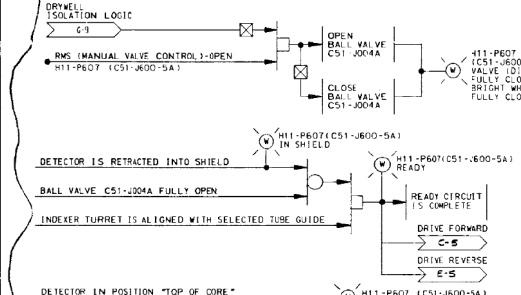 DRYWELL
ISOLATION LOGIC
G-9
RMS (MANUAL VALVE CONTROL)-OPEN
H11-P607 (C51-J600-5A)
OPEN
BALL VALVE
C51-J004A
CLOSE
BALL VALVE
C51-J004A
W
H11-P607
(C51-J600
VALVE (DI
FULLY CLO
BRIGHT WH
FULLY CLO
W
H11-P607(C51-J600-5A)
IN SHIELD
DETECTOR IS RETRACTED INTO SHIELD
W
H11-P607(C51-J600-5A)
READY
BALL VALVE C51-J004A FULLY OPEN
READY CIRCUIT
IS COMPLETE
INDEXER TURRET IS ALIGNED WITH SELECTED TUBE GUIDE
DRIVE FORWARD
C-5
DRIVE REVERSE
E-5
DETECTOR IN POSITION "TOP OF CORE"
W
H11-P607 (C51-J600-5A)